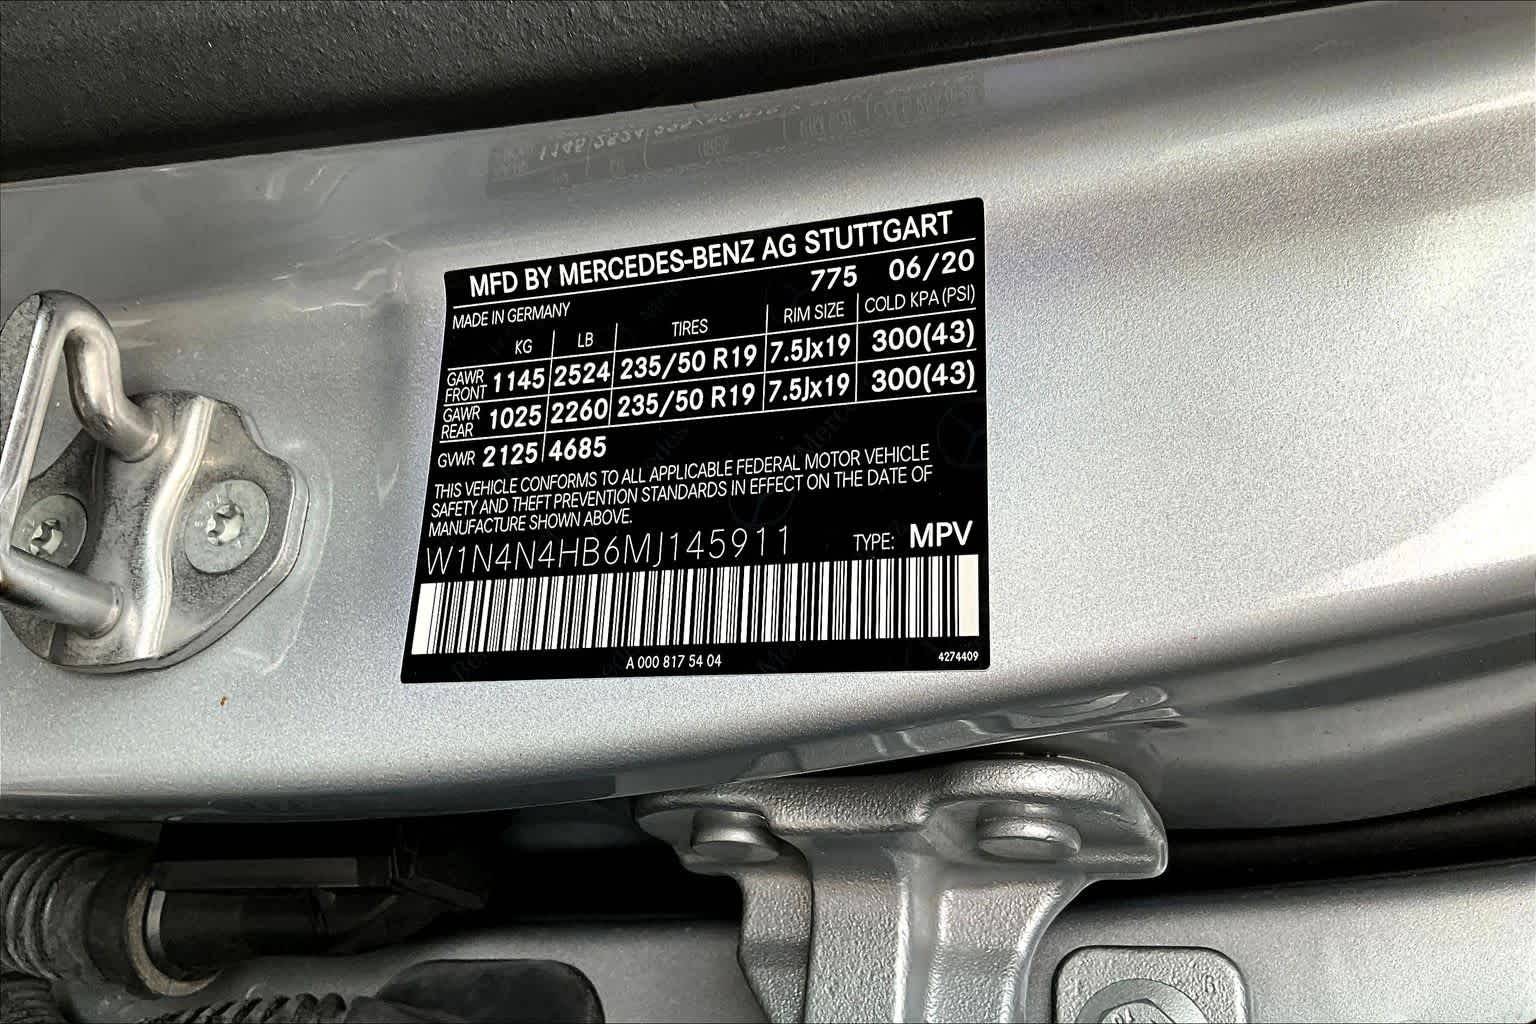 MFD BY MERCEDES-BENZ AG STUTTGART
MADE IN GERMANY 775 06/20
KG LB TIRES RIM SIZE COLD KPA (PSI)
GAWR FRONT 1145 2524 235/50 R19 7.5Jx19 300(43)
GAWR REAR 1025 2260 235/50 R19 7.5Jx19 300(43)
GVWR 2125 4685
THIS VEHICLE CONFORMS TO ALL APPLICABLE FEDERAL MOTOR VEHICLE
SAFETY AND THEFT PREVENTION STANDARDS IN EFFECT ON THE DATE OF
MANUFACTURE SHOWN ABOVE.
W1N4N4HB6MJ145911 TYPE: MPV
A 000 817 54 04 4274409